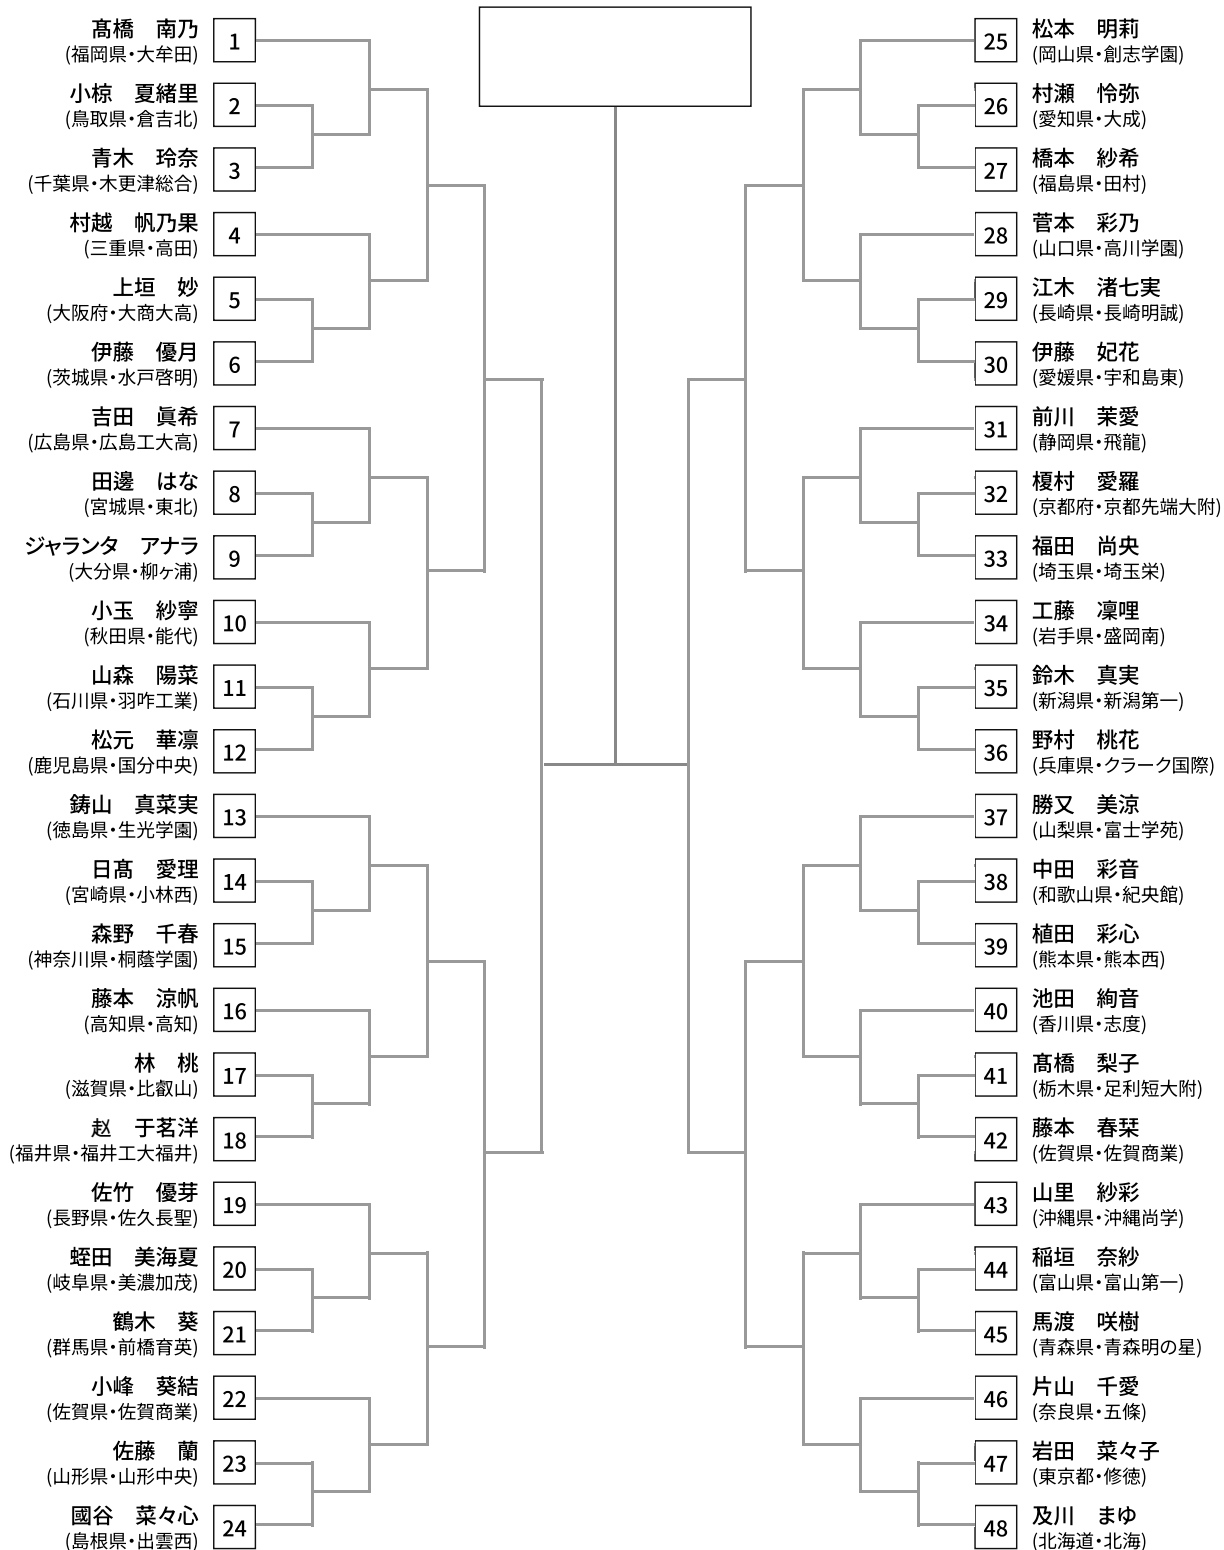 髙橋　南乃
(福岡県・大牟田)
1
小椋　夏緒里
(鳥取県・倉吉北)
2
青木　玲奈
(千葉県・木更津総合)
3
村越　帆乃果
(三重県・高田)
4
上垣　妙
(大阪府・大商大高)
5
伊藤　優月
(茨城県・水戸啓明)
6
吉田　眞希
(広島県・広島工大高)
7
田邊　はな
(宮城県・東北)
8
ジャランタ　アナラ
(大分県・柳ヶ浦)
9
小玉　紗寧
(秋田県・能代)
10
山森　陽菜
(石川県・羽咋工業)
11
松元　華凛
(鹿児島県・国分中央)
12
鋳山　真菜実
(徳島県・生光学園)
13
日髙　愛理
(宮崎県・小林西)
14
森野　千春
(神奈川県・桐蔭学園)
15
藤本　涼帆
(高知県・高知)
16
林　桃
(滋賀県・比叡山)
17
赵　于茗洋
(福井県・福井工大福井)
18
佐竹　優芽
(長野県・佐久長聖)
19
蛭田　美海夏
(岐阜県・美濃加茂)
20
鶴木　葵
(群馬県・前橋育英)
21
小峰　葵結
(佐賀県・佐賀商業)
22
佐藤　蘭
(山形県・山形中央)
23
國谷　菜々心
(島根県・出雲西)
24
25
松本　明莉
(岡山県・創志学園)
26
村瀬　怜弥
(愛知県・大成)
27
橋本　紗希
(福島県・田村)
28
菅本　彩乃
(山口県・高川学園)
29
江木　渚七実
(長崎県・長崎明誠)
30
伊藤　妃花
(愛媛県・宇和島東)
31
前川　茉愛
(静岡県・飛龍)
32
榎村　愛羅
(京都府・京都先端大附)
33
福田　尚央
(埼玉県・埼玉栄)
34
工藤　凜哩
(岩手県・盛岡南)
35
鈴木　真実
(新潟県・新潟第一)
36
野村　桃花
(兵庫県・クラーク国際)
37
勝又　美涼
(山梨県・富士学苑)
38
中田　彩音
(和歌山県・紀央館)
39
植田　彩心
(熊本県・熊本西)
40
池田　絢音
(香川県・志度)
41
髙橋　梨子
(栃木県・足利短大附)
42
藤本　春栞
(佐賀県・佐賀商業)
43
山里　紗彩
(沖縄県・沖縄尚学)
44
稲垣　奈紗
(富山県・富山第一)
45
馬渡　咲樹
(青森県・青森明の星)
46
片山　千愛
(奈良県・五條)
47
岩田　菜々子
(東京都・修徳)
48
及川　まゆ
(北海道・北海)